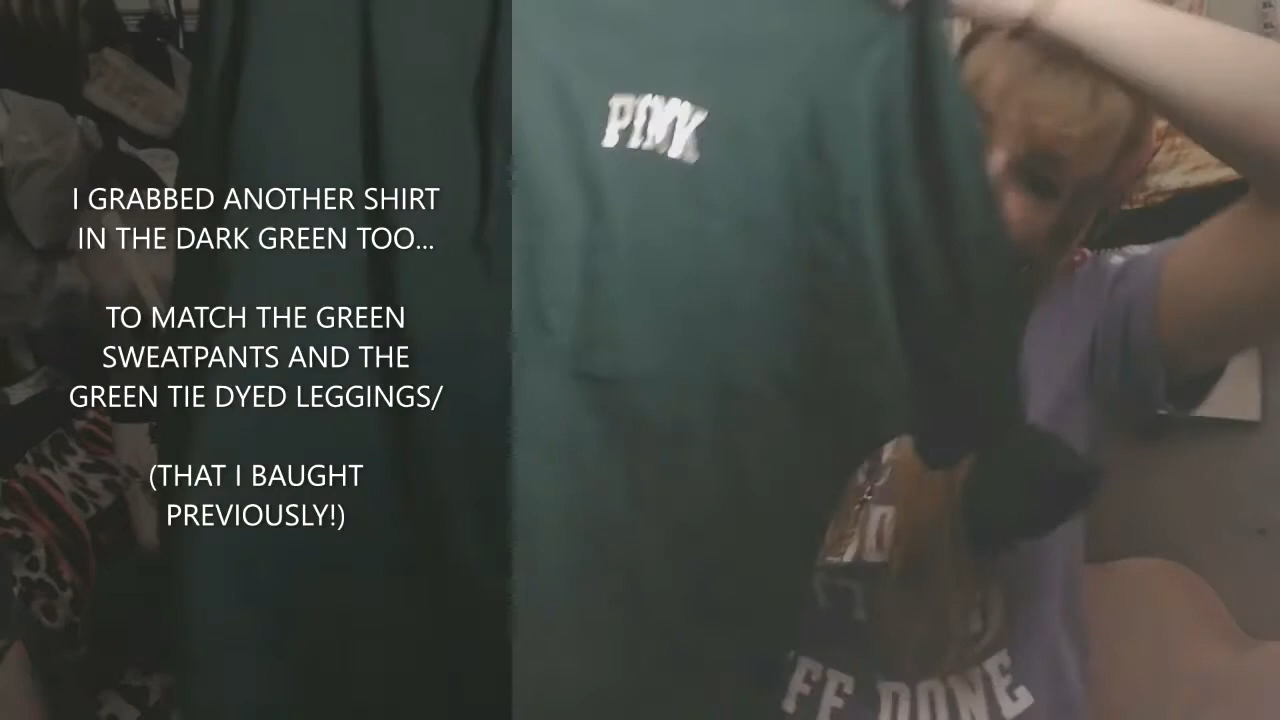 I GRABBED ANOTHER SHIRT
IN THE DARK GREEN TOO...
TO MATCH THE GREEN
SWEATPANTS AND THE
GREEN TIE DYED LEGGINGS/
(THAT I BAUGHT
PREVIOUSLY!)
PINK
DONE